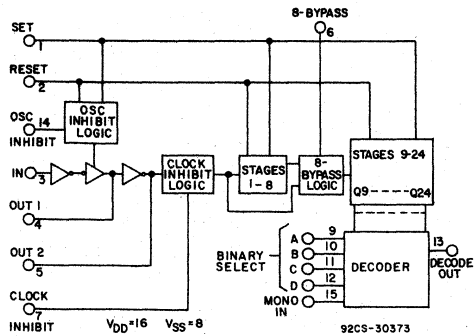 SET
1
8-BYPASS
6
RESET
2
OSC 14
INHIBIT
OSC
INHIBIT
LOGIC
IN
3
CLOCK
INHIBIT
LOGIC
STAGES
1-8
8-
BYPASS
LOGIC
STAGES 9-24
Q9 ----- Q24
OUT 1
4
OUT 2
5
CLOCK
7
INHIBIT
VDD=16 VSS=8
BINARY
SELECT
A 9
B 10
C 11
D 12
MONO 15
IN
DECODER
13
DECODE
OUT
92CS-30373